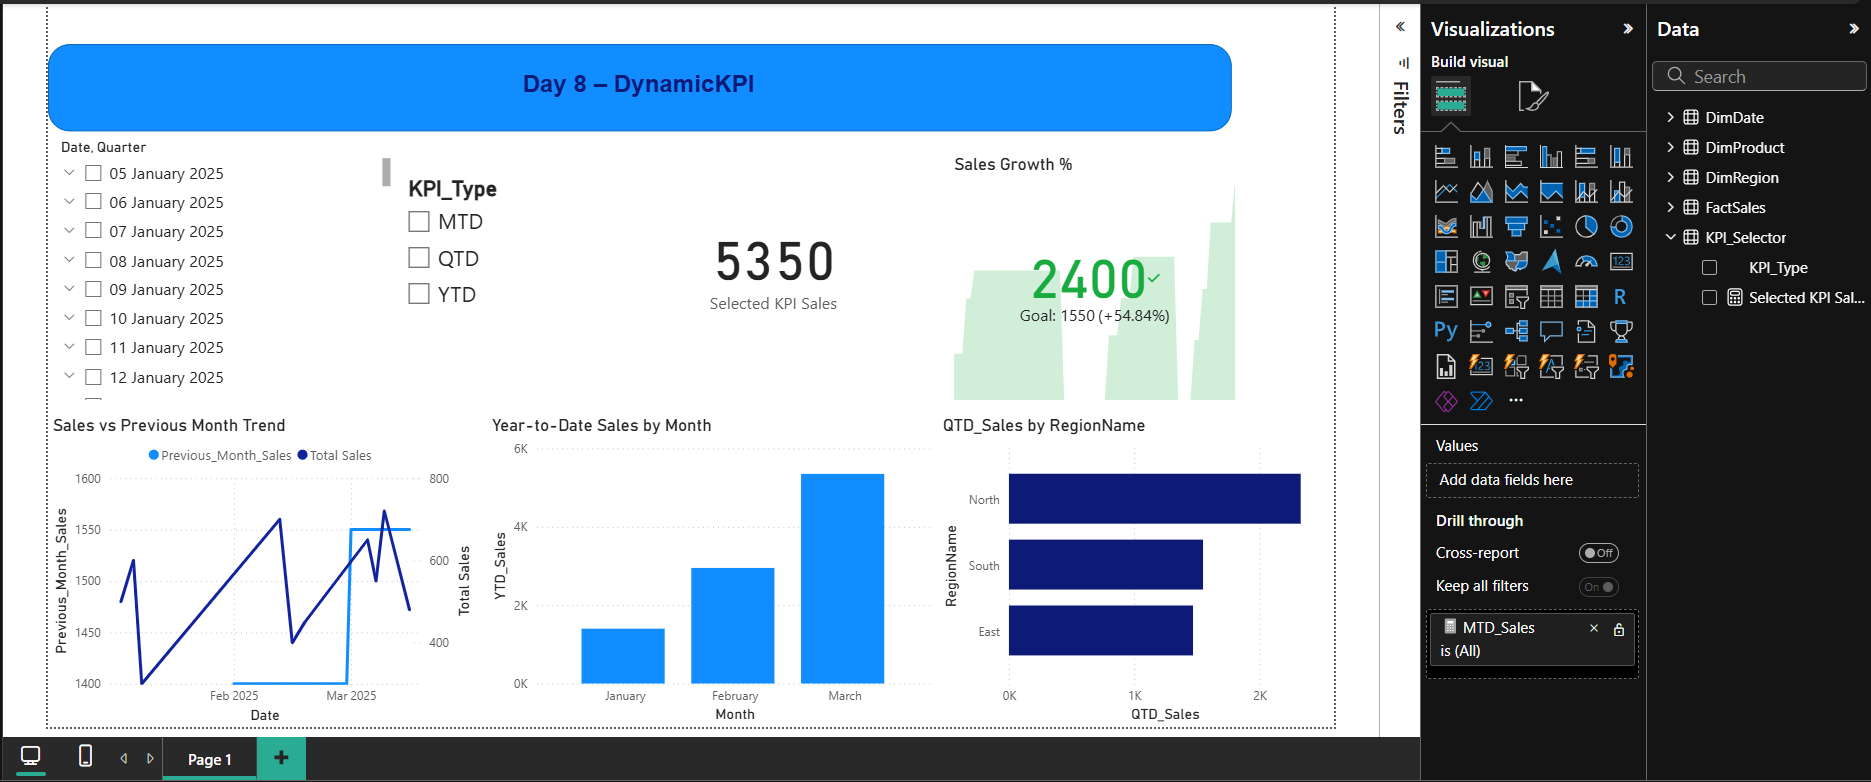 Day 8 – DynamicKPI
Date, Quarter
05 January 2025
06 January 2025
07 January 2025
08 January 2025
09 January 2025
10 January 2025
11 January 2025
12 January 2025
KPI_Type
MTD
QTD
YTD
5350
Selected KPI Sales
Sales Growth %
2400
Goal: 1550 (+54.84%)
Sales vs Previous Month Trend
Previous_Month_Sales Total Sales
Previous_Month_Sales
1600
1550
1500
1450
1400
800
600
400
Total Sales
Feb 2025 Mar 2025
Date
Year-to-Date Sales by Month
YTD_Sales
6K
4K
2K
0K
January February March
Month
QTD_Sales by RegionName
RegionName
North
South
East
0K 1K 2K
QTD_Sales
Page 1
Filters
Visualizations
Build visual
123
R
Py
123
Values
Add data fields here
Drill through
Cross-report Off
Keep all filters On
MTD_Sales
is (All)
Data
Search
DimDate
DimProduct
DimRegion
FactSales
KPI_Selector
KPI_Type
Selected KPI Sal...